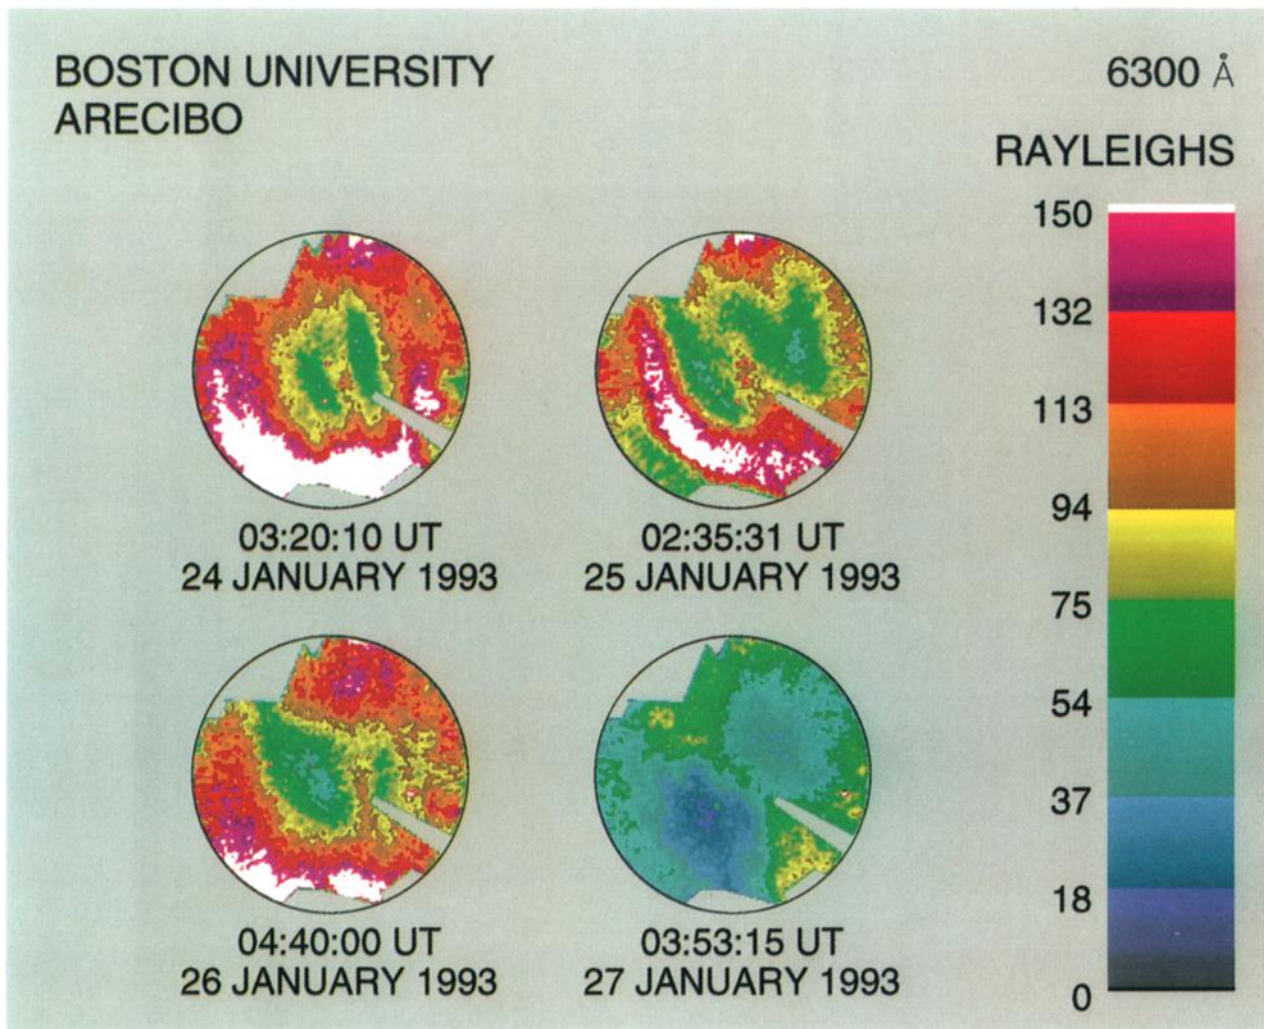 BOSTON UNIVERSITY
ARECIBO
6300 Å
RAYLEIGHS
150
132
113
94
75
54
37
18
0
03:20:10 UT
24 JANUARY 1993
02:35:31 UT
25 JANUARY 1993
04:40:00 UT
26 JANUARY 1993
03:53:15 UT
27 JANUARY 1993